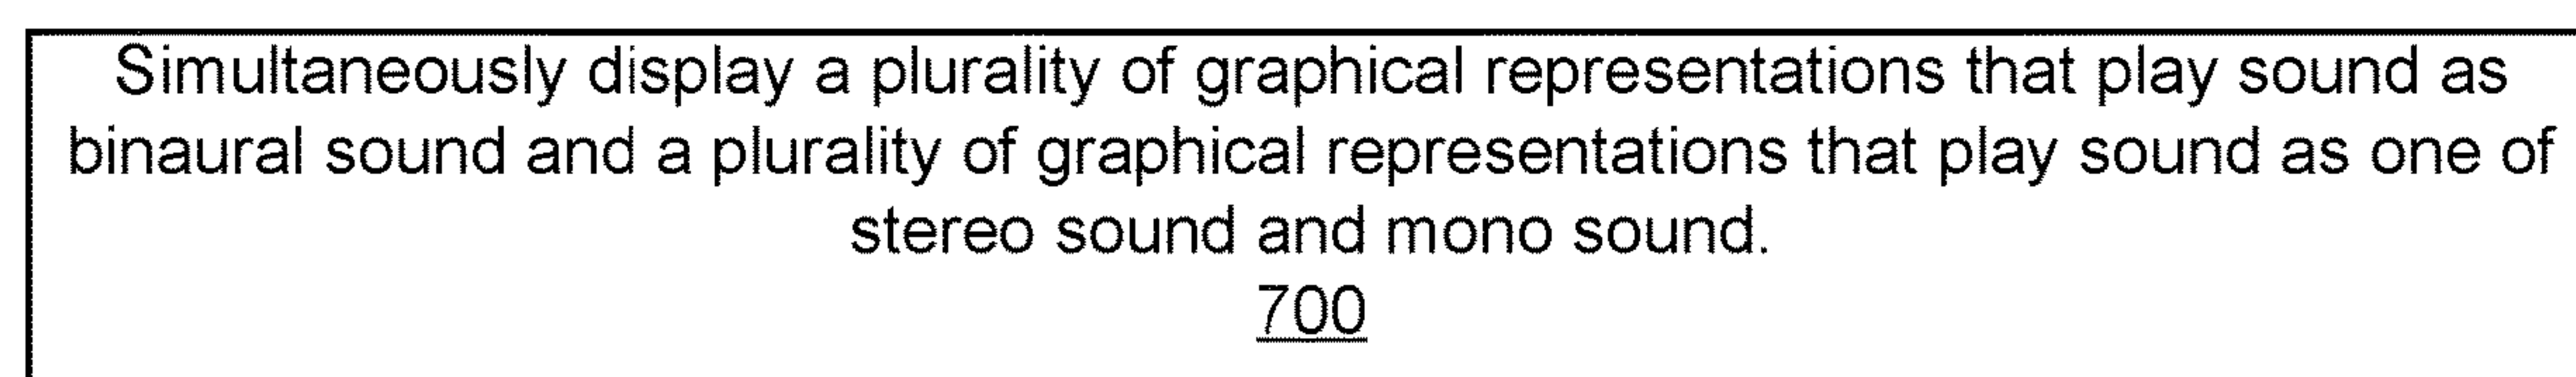 Simultaneously display a plurality of graphical representations that play sound as
binaural sound and a plurality of graphical representations that play sound as one of
stereo sound and mono sound.
700